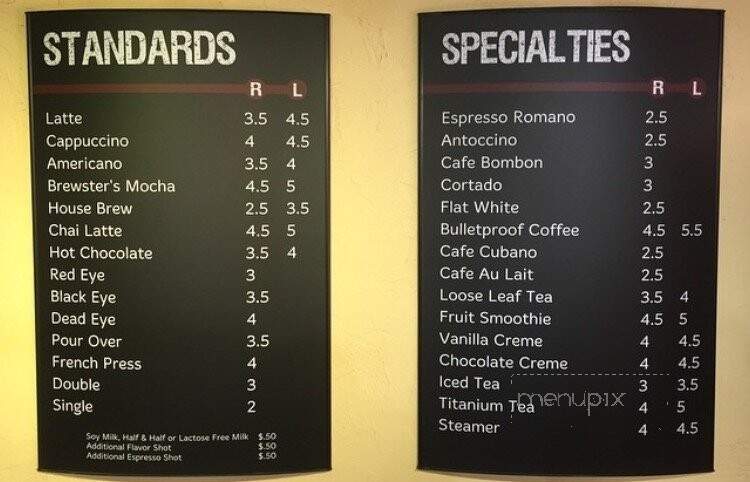 STANDARDS
R L
Latte 3.5 4.5
Cappuccino 4 4.5
Americano 3.5 4
Brewster's Mocha 4.5 5
House Brew 2.5 3.5
Chai Latte 4.5 5
Hot Chocolate 3.5 4
Red Eye 3
Black Eye 3.5
Dead Eye 4
Pour Over 3.5
French Press 4
Double 3
Single 2
Soy Milk, Half & Half or Lactose Free Milk $.50
Additional Flavor Shot $.50
Additional Espresso Shot $.50
SPECIALTIES
R L
Espresso Romano 2.5
Antoccino 2.5
Cafe Bombon 3
Cortado 3
Flat White 2.5
Bulletproof Coffee 4.5 5.5
Cafe Cubano 2.5
Cafe Au Lait 2.5
Loose Leaf Tea 3.5 4
Fruit Smoothie 4.5 5
Vanilla Creme 4 4.5
Chocolate Creme 4 4.5
Iced Tea 3 3.5
Titanium Tea 4 5
Steamer 4 4.5
menupix